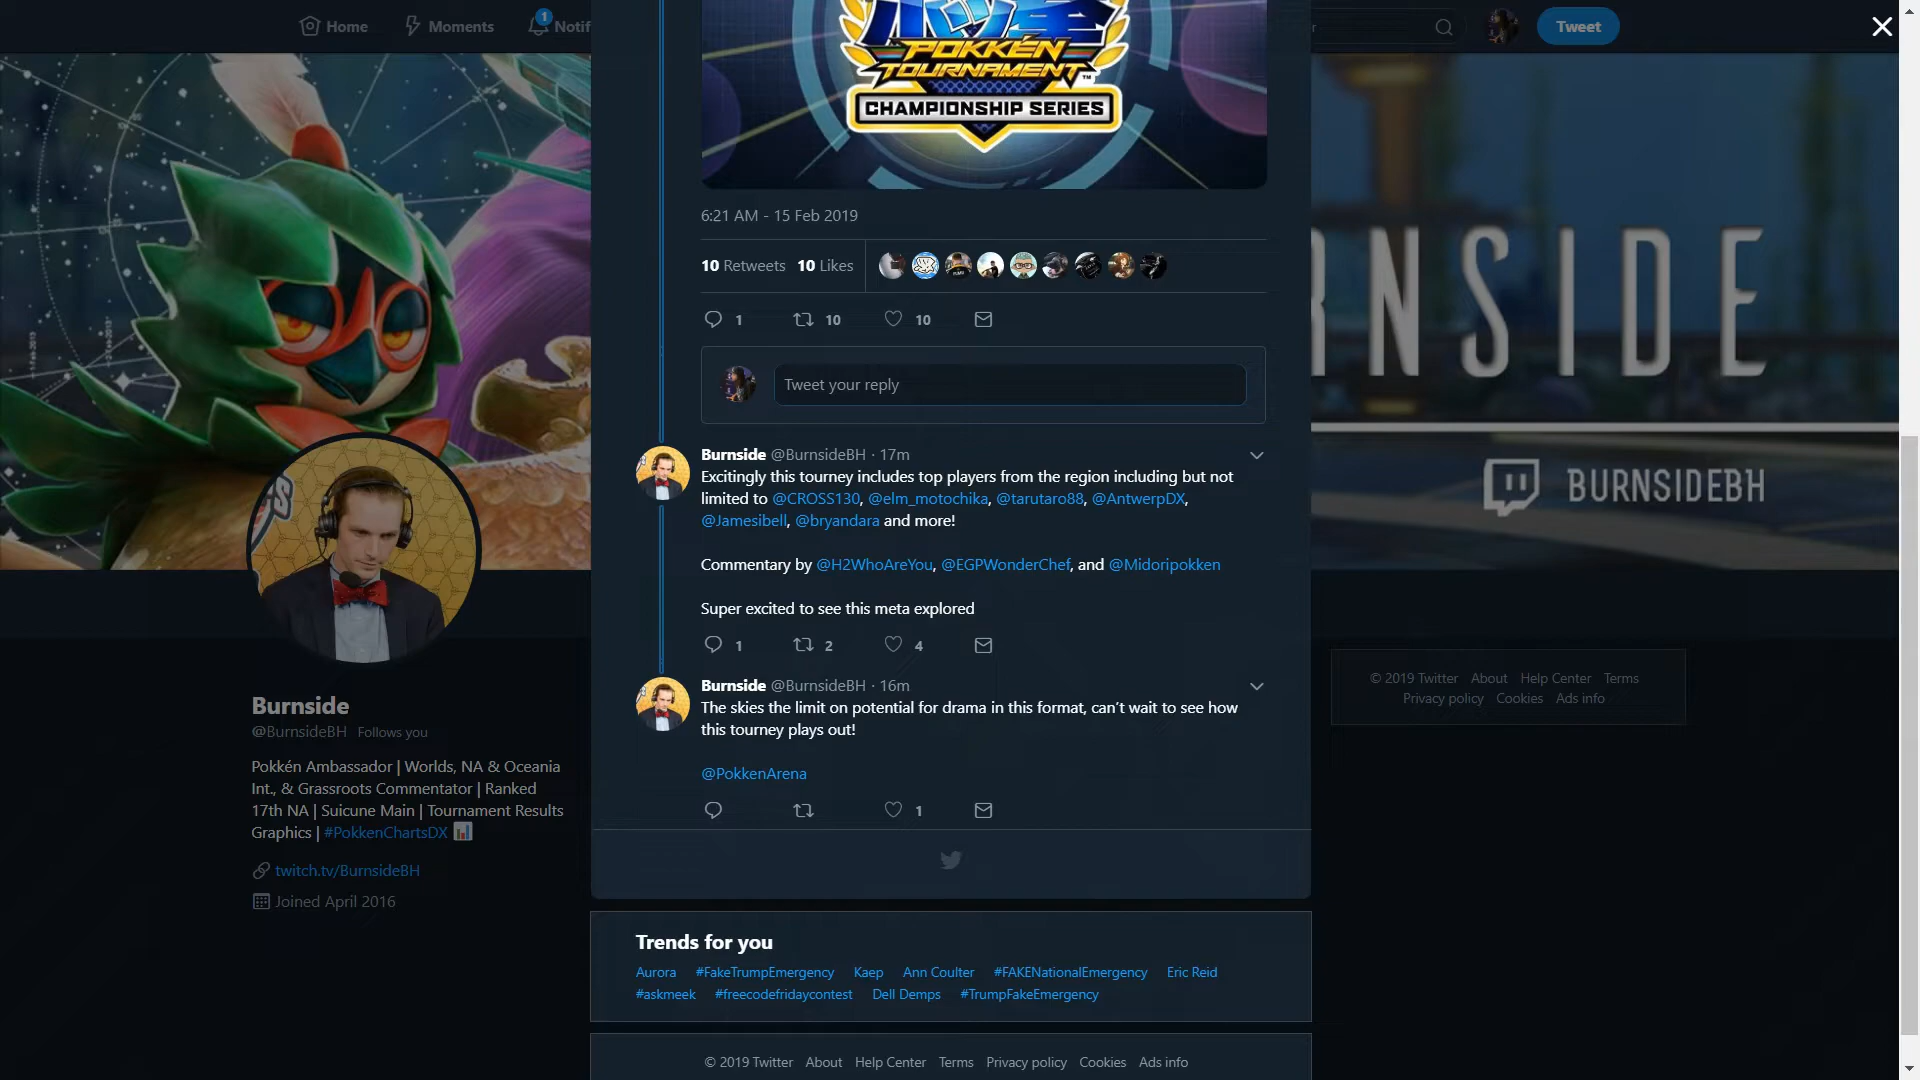 Home
Moments
1
Notif
Tweet
POKKÉN
TOURNAMENT™
CHAMPIONSHIP SERIES
6:21 AM - 15 Feb 2019
10 Retweets 10 Likes
1 10 10
Tweet your reply
Burnside @BurnsideBH · 17m
Excitingly this tourney includes top players from the region including but not
limited to @CROSS130, @elm_motochika, @tarutaro88, @AntwerpDX,
@Jamesibell, @bryandara and more!
Commentary by @H2WhoAreYou, @EGPWonderChef, and @Midoripokken
Super excited to see this meta explored
1 2 4
Burnside @BurnsideBH · 16m
The skies the limit on potential for drama in this format, can’t wait to see how
this tourney plays out!
@PokkenArena
1
Trends for you
Aurora #FakeTrumpEmergency Kaep Ann Coulter #FAKENationalEmergency Eric Reid
#askmeek #freecodefridaycontest Dell Demps #TrumpFakeEmergency
© 2019 Twitter About Help Center Terms Privacy policy Cookies Ads info
Burnside
@BurnsideBH Follows you
Pokkén Ambassador | Worlds, NA & Oceania
Int., & Grassroots Commentator | Ranked
17th NA | Suicune Main | Tournament Results
Graphics | #PokkenChartsDX 📊
twitch.tv/BurnsideBH
Joined April 2016
RNSIDE
BURNSIDEBH
© 2019 Twitter About Help Center Terms
Privacy policy Cookies Ads info